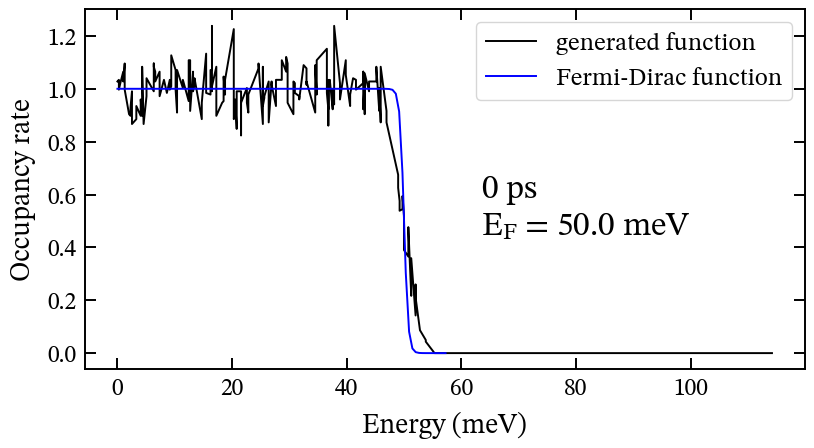 1.2
1.0
0.8
0.6
0.4
0.2
0.0
Occupancy rate
generated function
Fermi-Dirac function
0 ps
E_F = 50.0 meV
0 20 40 60 80 100
Energy (meV)